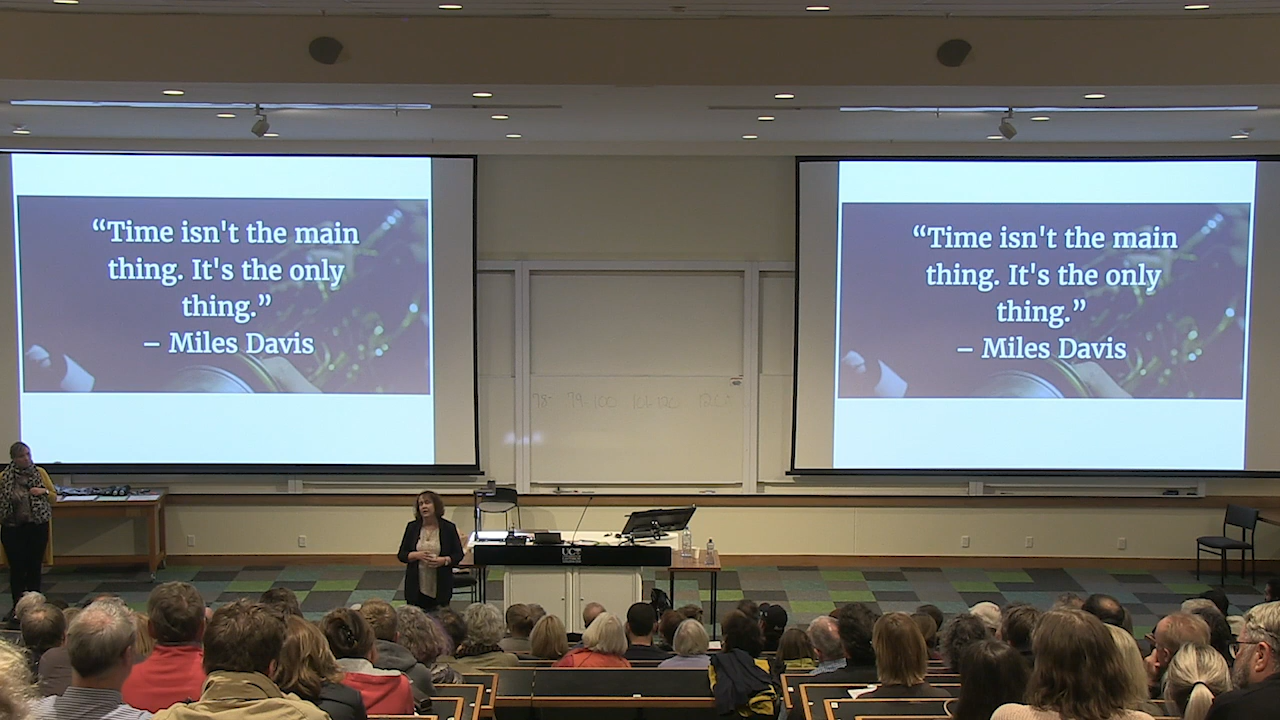 “Time isn't the main
thing. It's the only
thing.”
– Miles Davis
“Time isn't the main
thing. It's the only
thing.”
– Miles Davis
UC